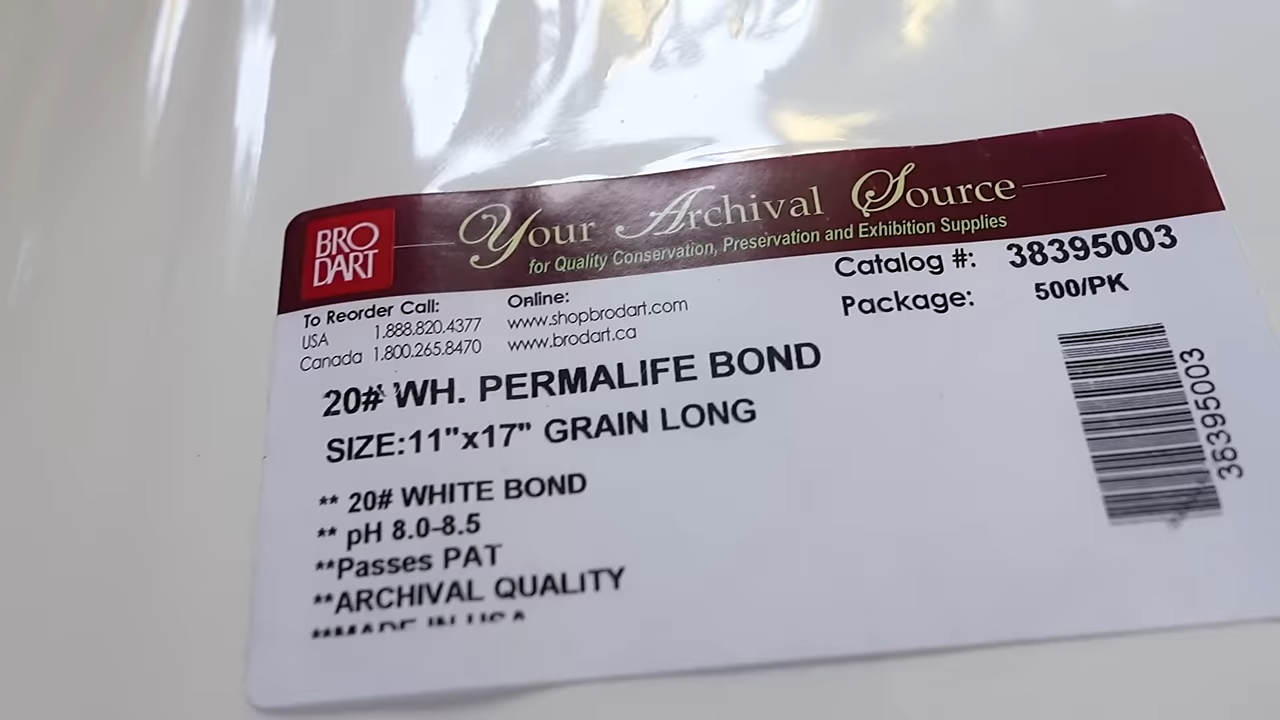 BRO
DART
Your Archival Source
for Quality Conservation, Preservation and Exhibition Supplies
To Reorder Call:
USA 1.888.820.4377
Canada 1.800.265.8470
Online:
www.shopbrodart.com
www.brodart.ca
Catalog #: 38395003
Package: 500/PK
20# WH. PERMALIFE BOND
SIZE:11"x17" GRAIN LONG
** 20# WHITE BOND
** pH 8.0-8.5
**Passes PAT
**ARCHIVAL QUALITY
**MADE IN USA
38395003